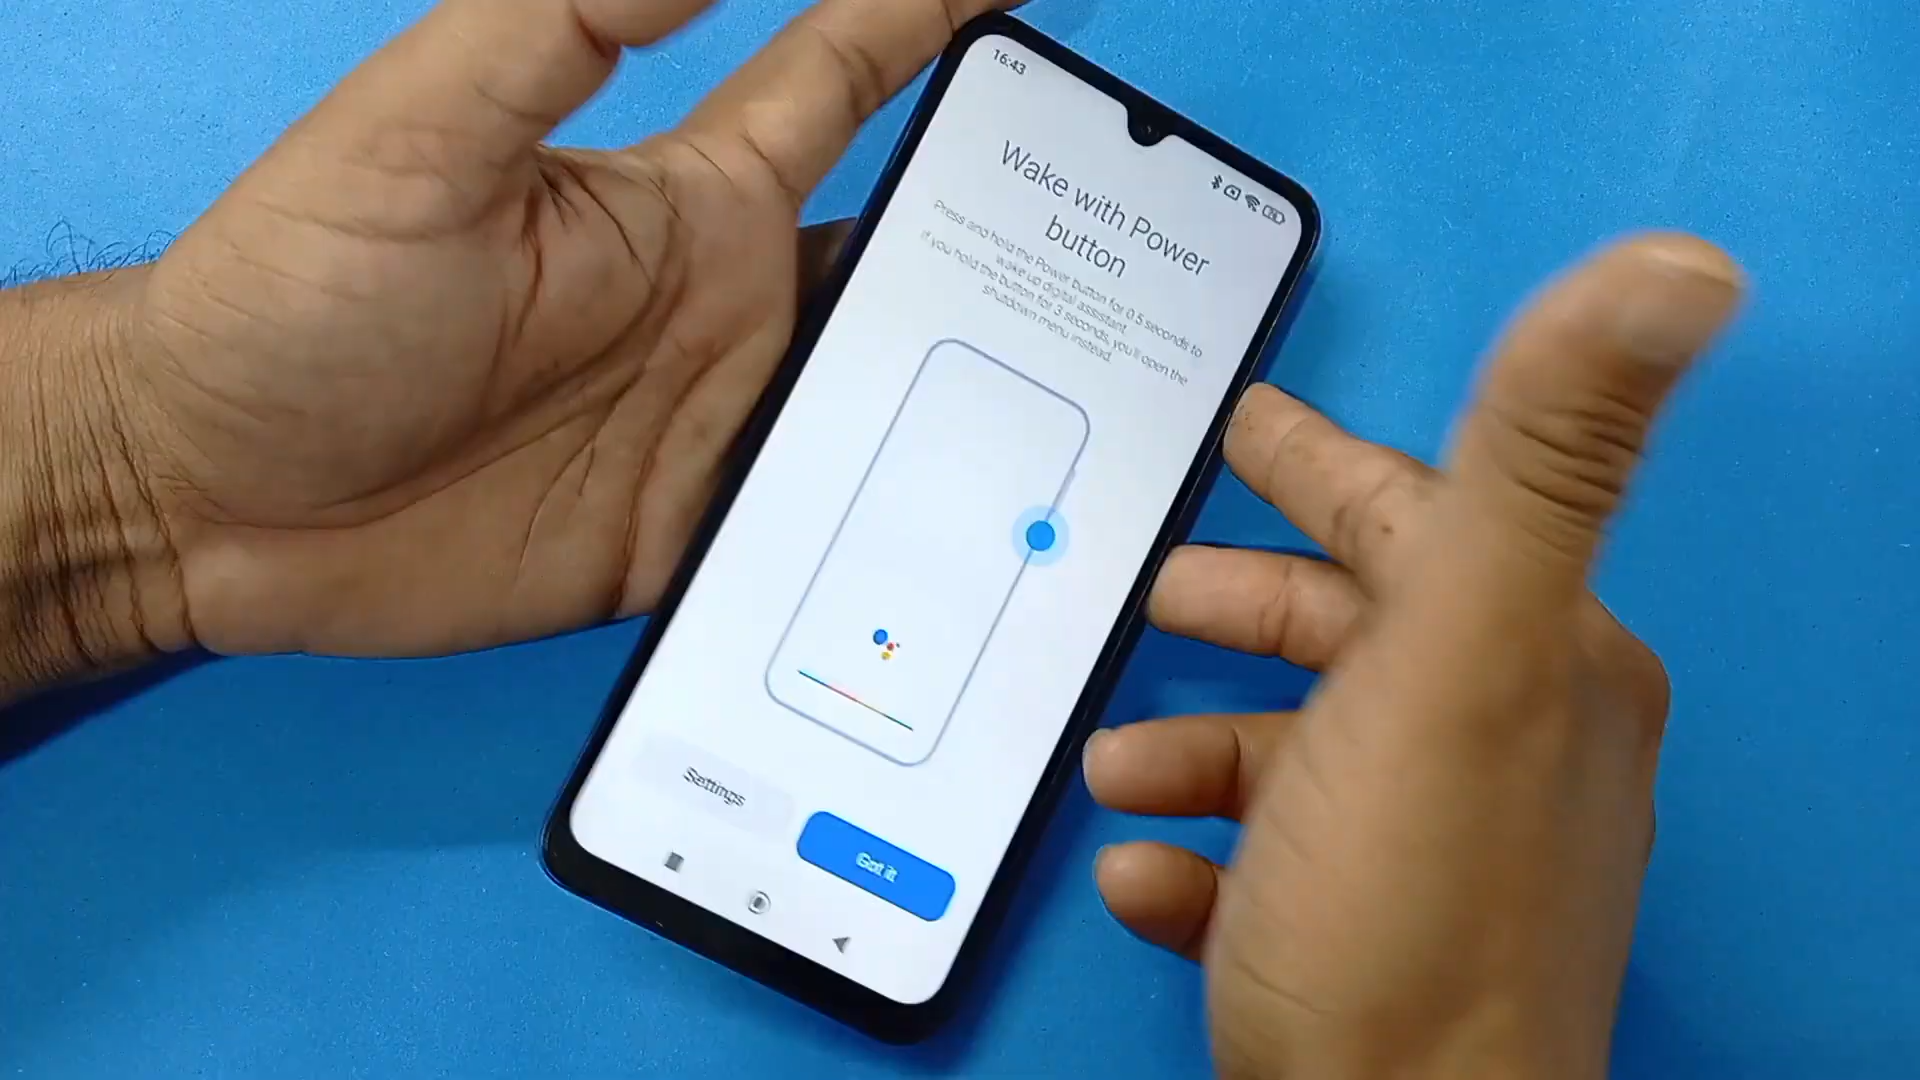 16:43
Wake with Power
button
Press and hold the Power button for 0.5 seconds to
wake up digital assistant.
If you hold the button for 3 seconds, you'll open the
shutdown menu instead.
Settings
Got it